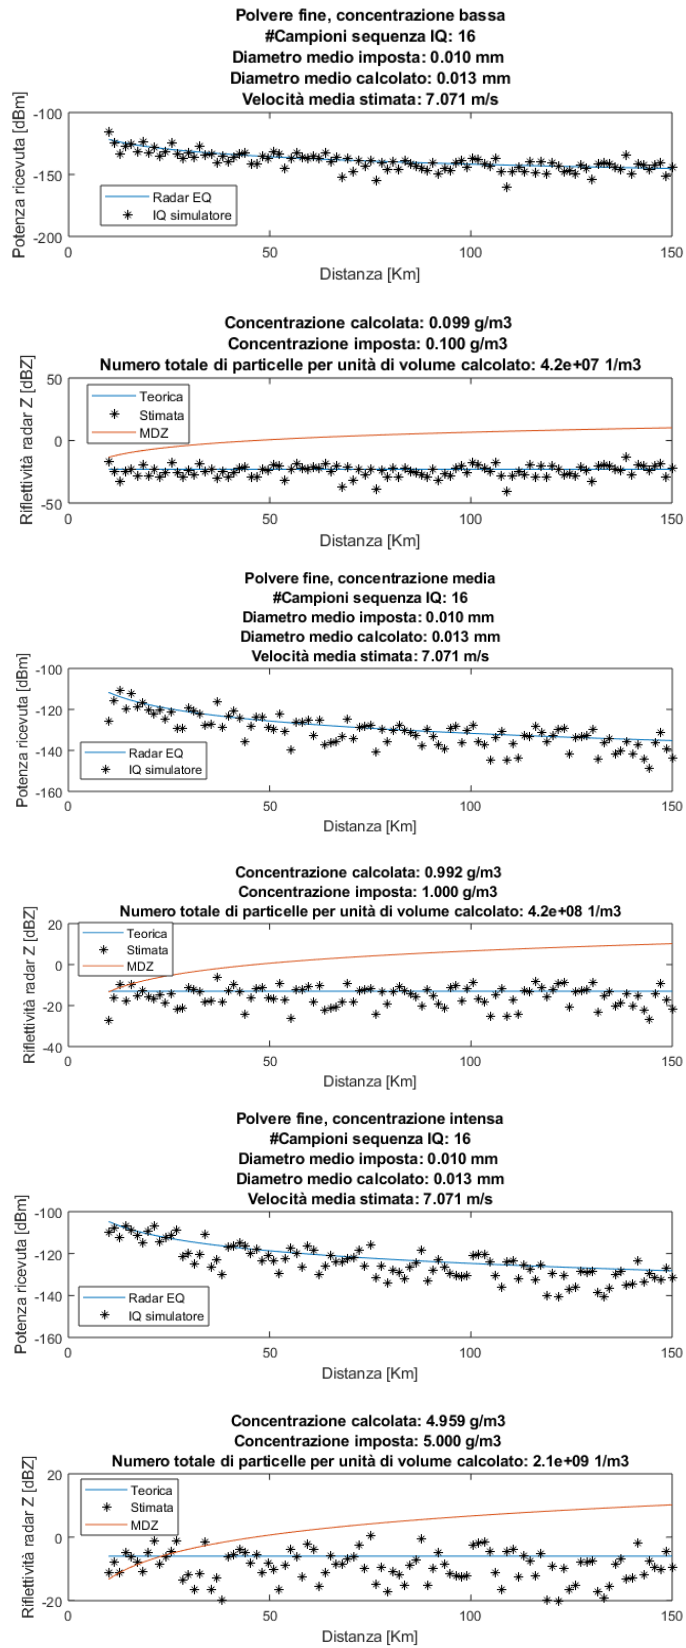 Polvere fine, concentrazione bassa
#Campioni sequenza IQ: 16
Diametro medio imposta: 0.010 mm
Diametro medio calcolato: 0.013 mm
Velocità media stimata: 7.071 m/s
Potenza ricevuta [dBm]
-100
-150
-200
Radar EQ
IQ simulatore
0
50
100
150
Distanza [Km]
Concentrazione calcolata: 0.099 g/m3
Concentrazione imposta: 0.100 g/m3
Numero totale di particelle per unità di volume calcolato: 4.2e+07 1/m3
Riflettività radar Z [dBZ]
50
0
-50
Teorica
Stimata
MDZ
0
50
100
150
Distanza [Km]
Polvere fine, concentrazione media
#Campioni sequenza IQ: 16
Diametro medio imposta: 0.010 mm
Diametro medio calcolato: 0.013 mm
Velocità media stimata: 7.071 m/s
Potenza ricevuta [dBm]
-100
-120
-140
-160
Radar EQ
IQ simulatore
0
50
100
150
Distanza [Km]
Concentrazione calcolata: 0.992 g/m3
Concentrazione imposta: 1.000 g/m3
Numero totale di particelle per unità di volume calcolato: 4.2e+08 1/m3
Riflettività radar Z [dBZ]
20
0
-20
-40
Teorica
Stimata
MDZ
0
50
100
150
Distanza [Km]
Polvere fine, concentrazione intensa
#Campioni sequenza IQ: 16
Diametro medio imposta: 0.010 mm
Diametro medio calcolato: 0.013 mm
Velocità media stimata: 7.071 m/s
Potenza ricevuta [dBm]
-100
-120
-140
-160
Radar EQ
IQ simulatore
0
50
100
150
Distanza [Km]
Concentrazione calcolata: 4.959 g/m3
Concentrazione imposta: 5.000 g/m3
Numero totale di particelle per unità di volume calcolato: 2.1e+09 1/m3
Riflettività radar Z [dBZ]
20
0
-20
Teorica
Stimata
MDZ
0
50
100
150
Distanza [Km]